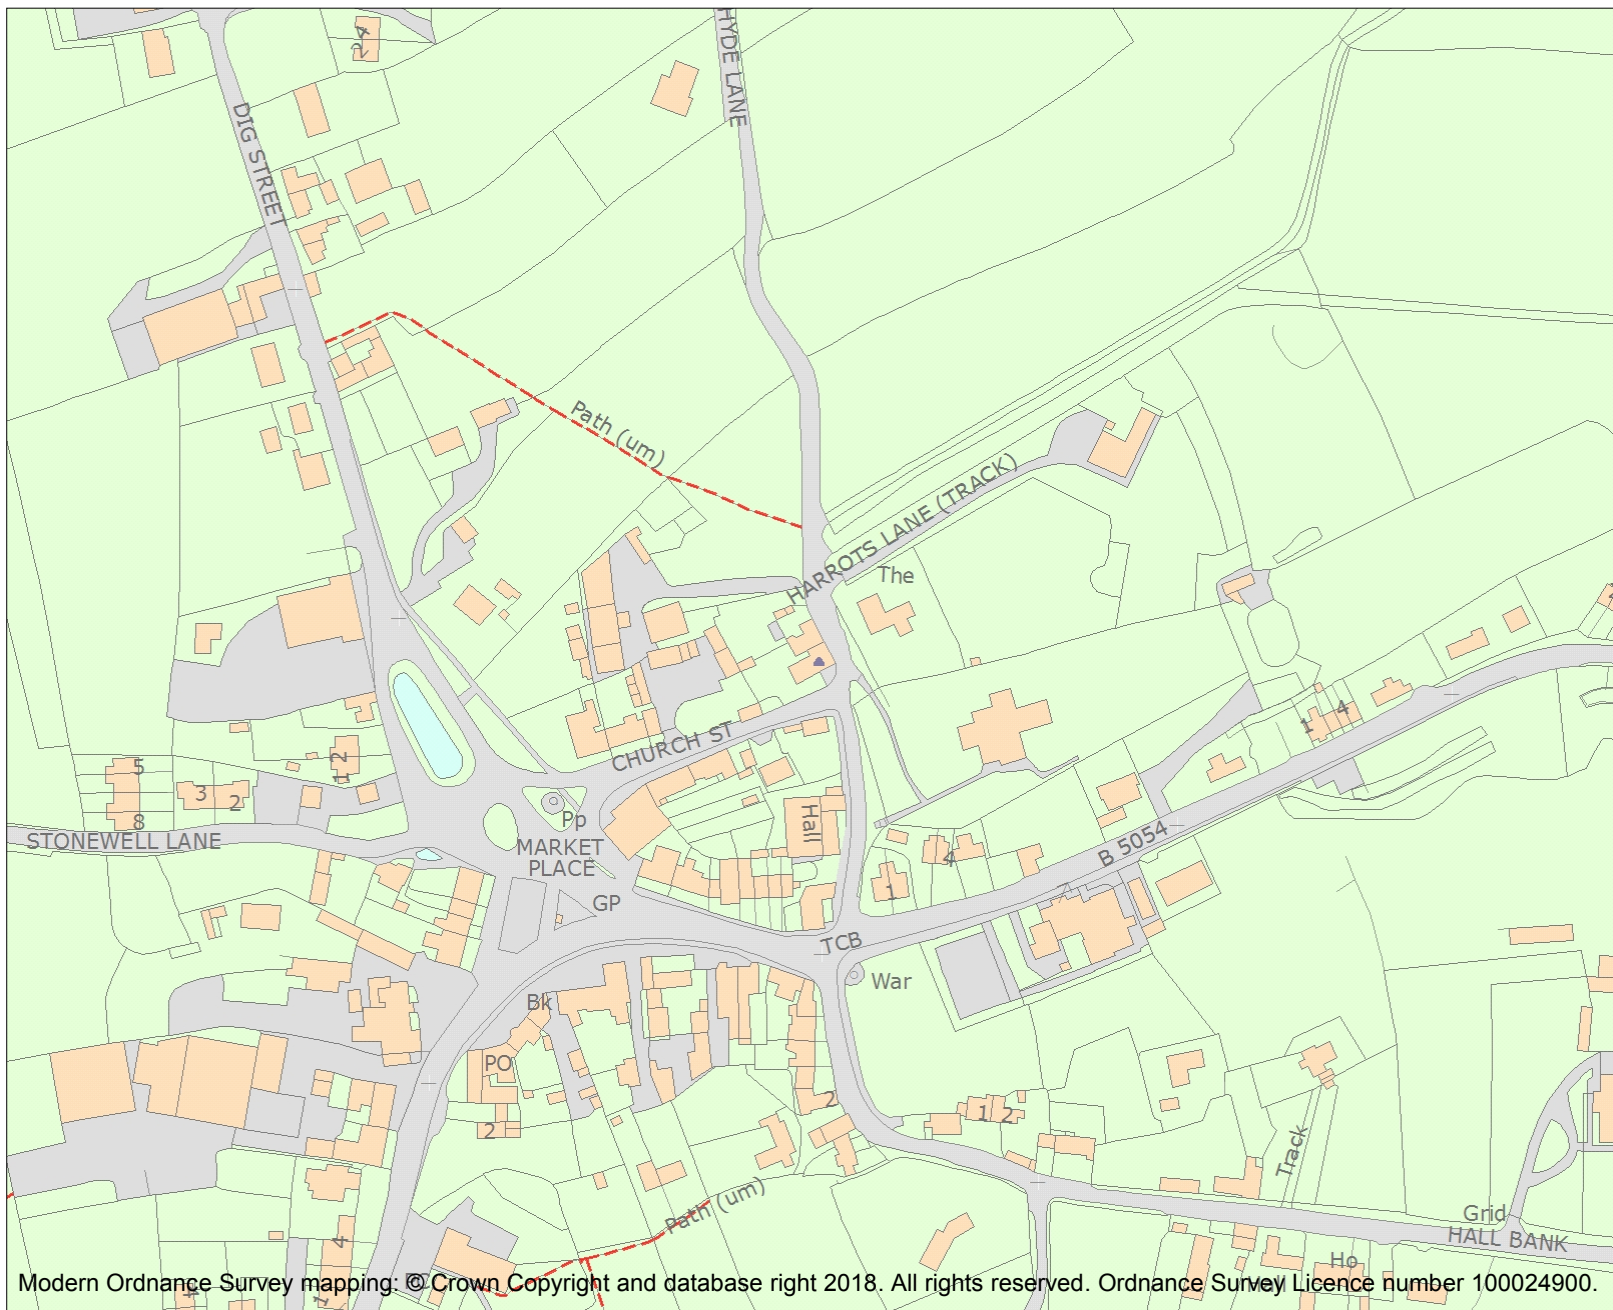 24
HYDE LANE
DIG STREET
Path (um)
HARROTS LANE (TRACK)
The
CHURCH ST
5
3
2
8
1 2
STONEWELL LANE
Pp
MARKET
PLACE
GP
Hall
1
4
1
4
B 5054
TCB
War
Bk
PO
2
2
1 2
Track
Path (um)
Grid
HALL BANK
Ho
Hall
4
1
Modern Ordnance Survey mapping: © Crown Copyright and database right 2018. All rights reserved. Ordnance Survey Licence number 100024900.